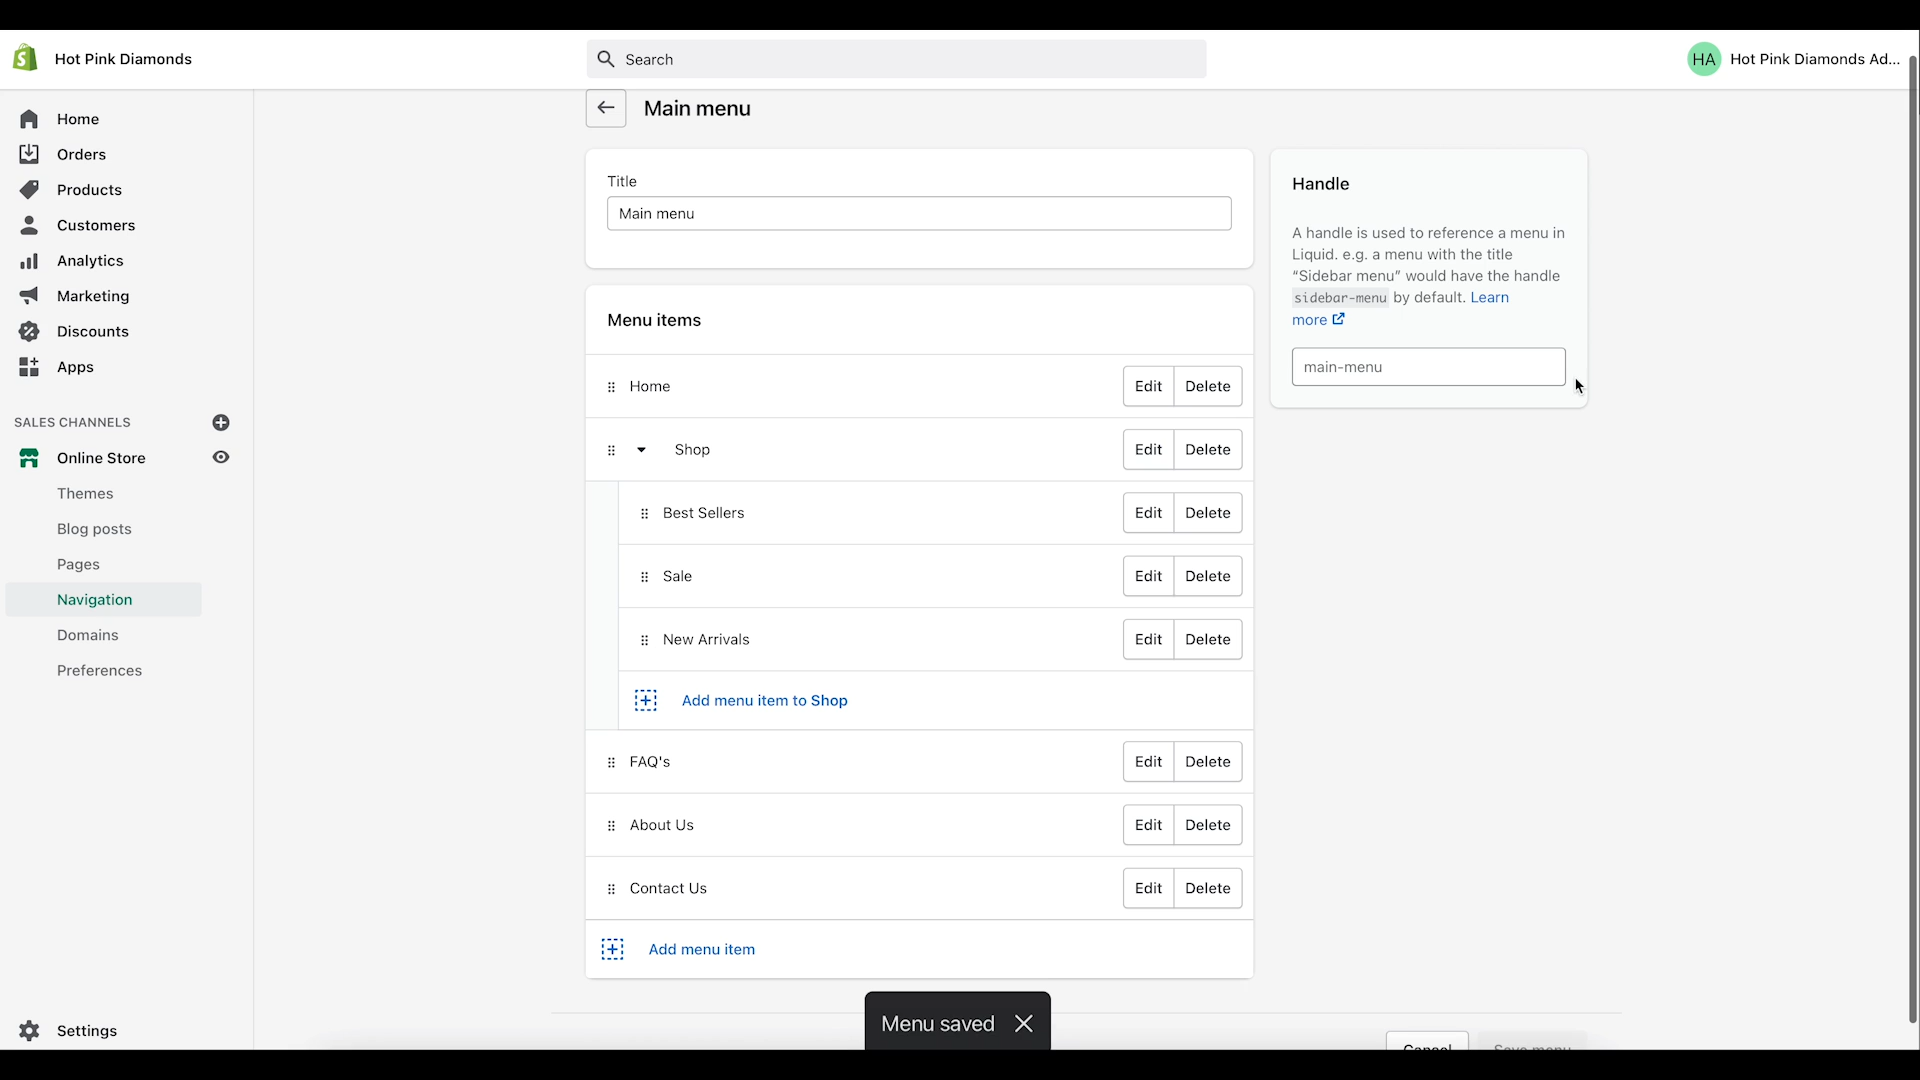 Hot Pink Diamonds
Search
HA Hot Pink Diamonds Ad...
Home
Orders
Products
Customers
Analytics
Marketing
Discounts
Apps
SALES CHANNELS
Online Store
Themes
Blog posts
Pages
Navigation
Domains
Preferences
Settings
Main menu
Title
Main menu
Menu items
Home Edit Delete
Shop Edit Delete
Best Sellers Edit Delete
Sale Edit Delete
New Arrivals Edit Delete
Add menu item to Shop
FAQ's Edit Delete
About Us Edit Delete
Contact Us Edit Delete
Add menu item
Handle
A handle is used to reference a menu in
Liquid. e.g. a menu with the title
“Sidebar menu” would have the handle
sidebar-menu by default. Learn
more
main-menu
Menu saved
Cancel Save menu